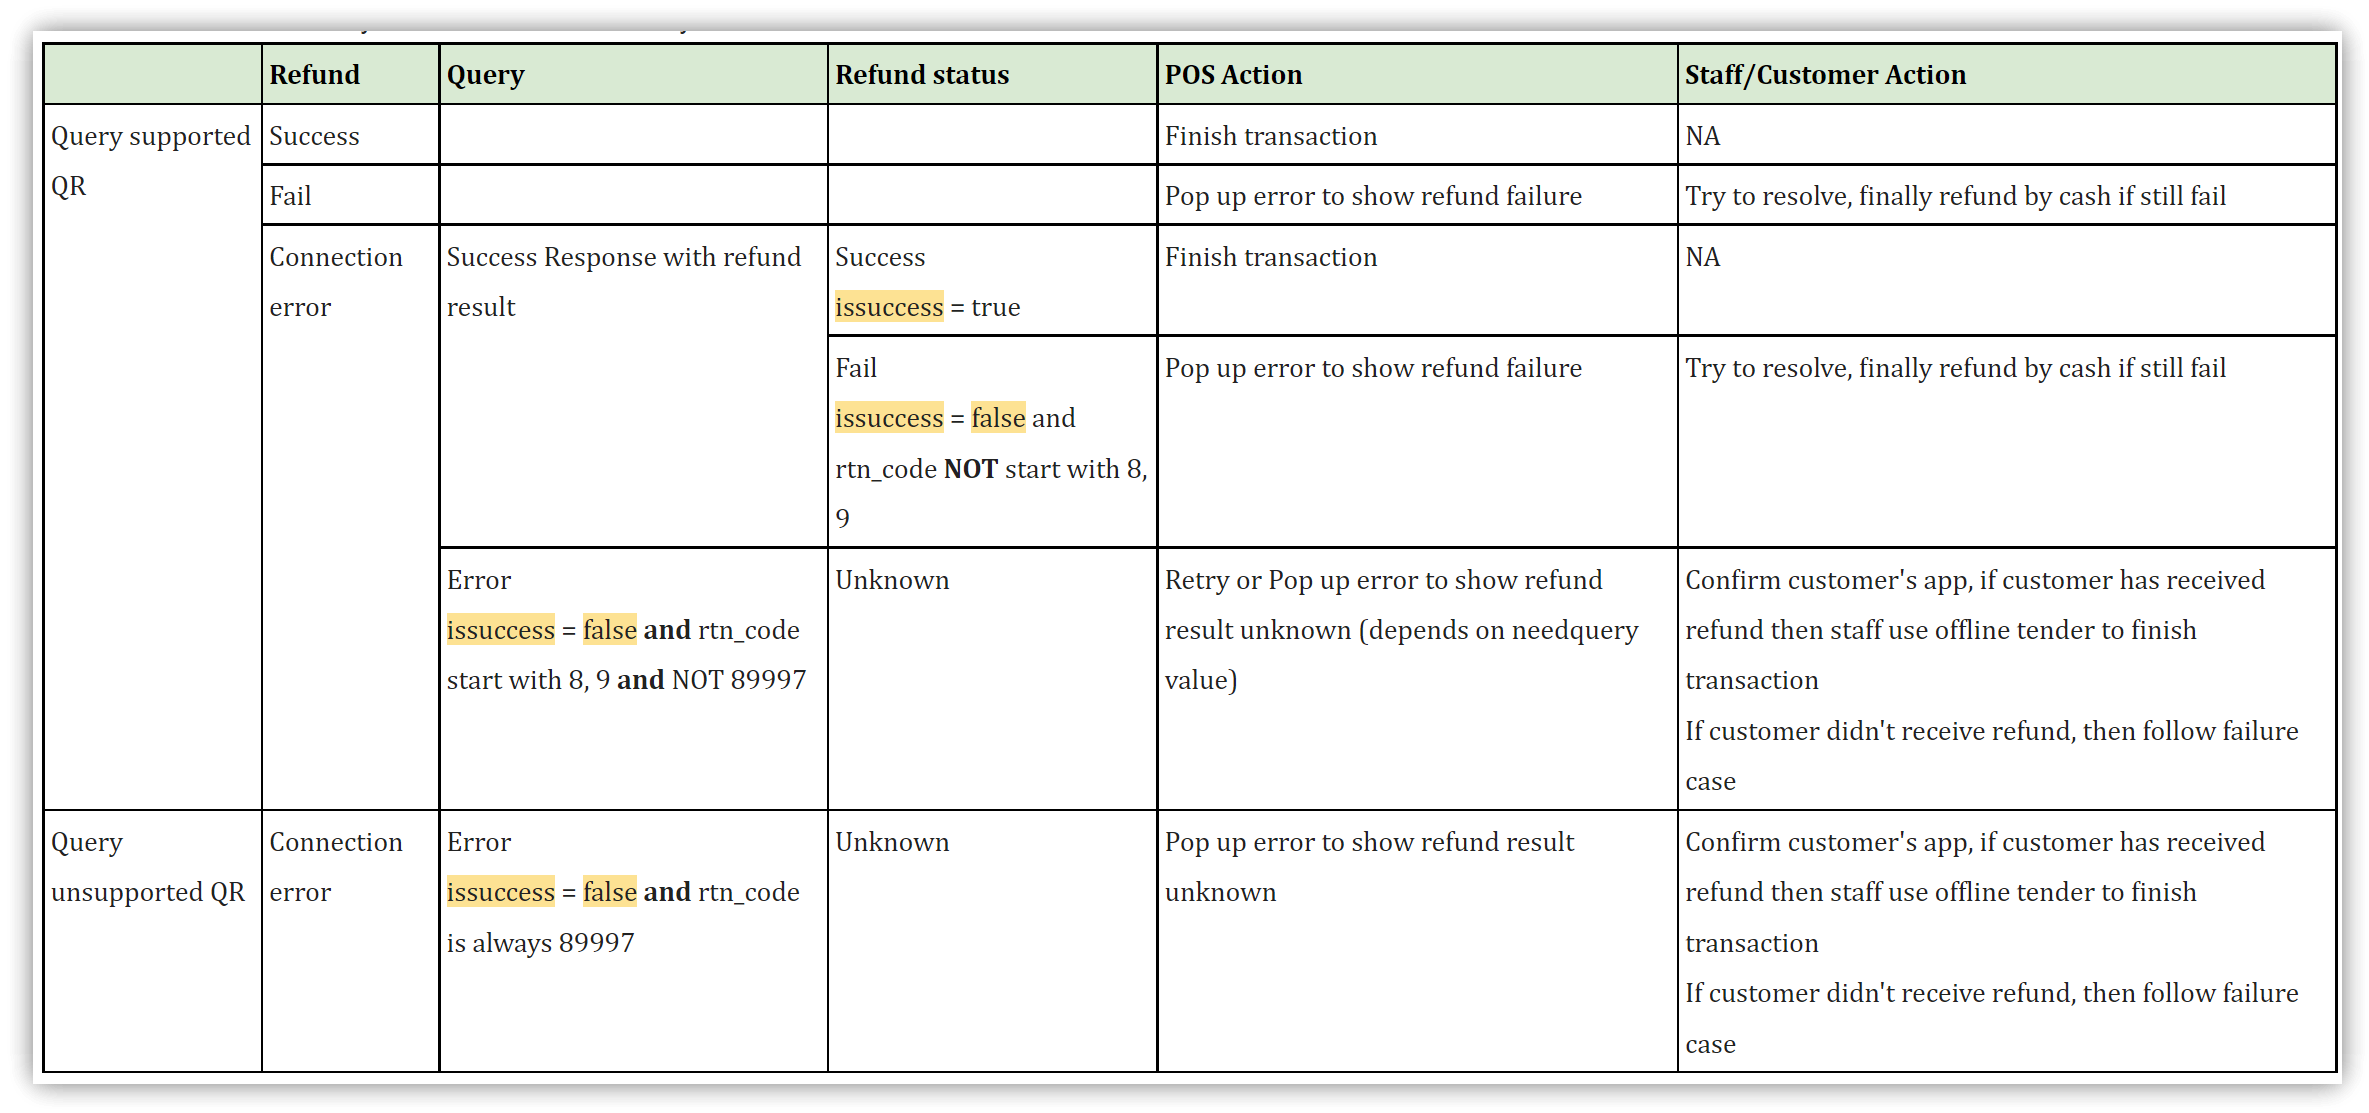 Refund Query Refund status POS Action Staff/Customer Action
Query supported QR
Success
Finish transaction
NA
Fail
Pop up error to show refund failure
Try to resolve, finally refund by cash if still fail
Connection
error
Success Response with refund
result
Success
issuccess = true
Finish transaction
NA
Fail
issuccess = false and
rtn_code NOT start with 8,
9
Pop up error to show refund failure
Try to resolve, finally refund by cash if still fail
Error
issuccess = false and rtn_code
start with 8, 9 and NOT 89997
Unknown
Retry or Pop up error to show refund
result unknown (depends on needquery
value)
Confirm customer's app, if customer has received
refund then staff use offline tender to finish
transaction
If customer didn't receive refund, then follow failure
case
Query
unsupported QR
Connection
error
Error
issuccess = false and rtn_code
is always 89997
Unknown
Pop up error to show refund result
unknown
Confirm customer's app, if customer has received
refund then staff use offline tender to finish
transaction
If customer didn't receive refund, then follow failure
case